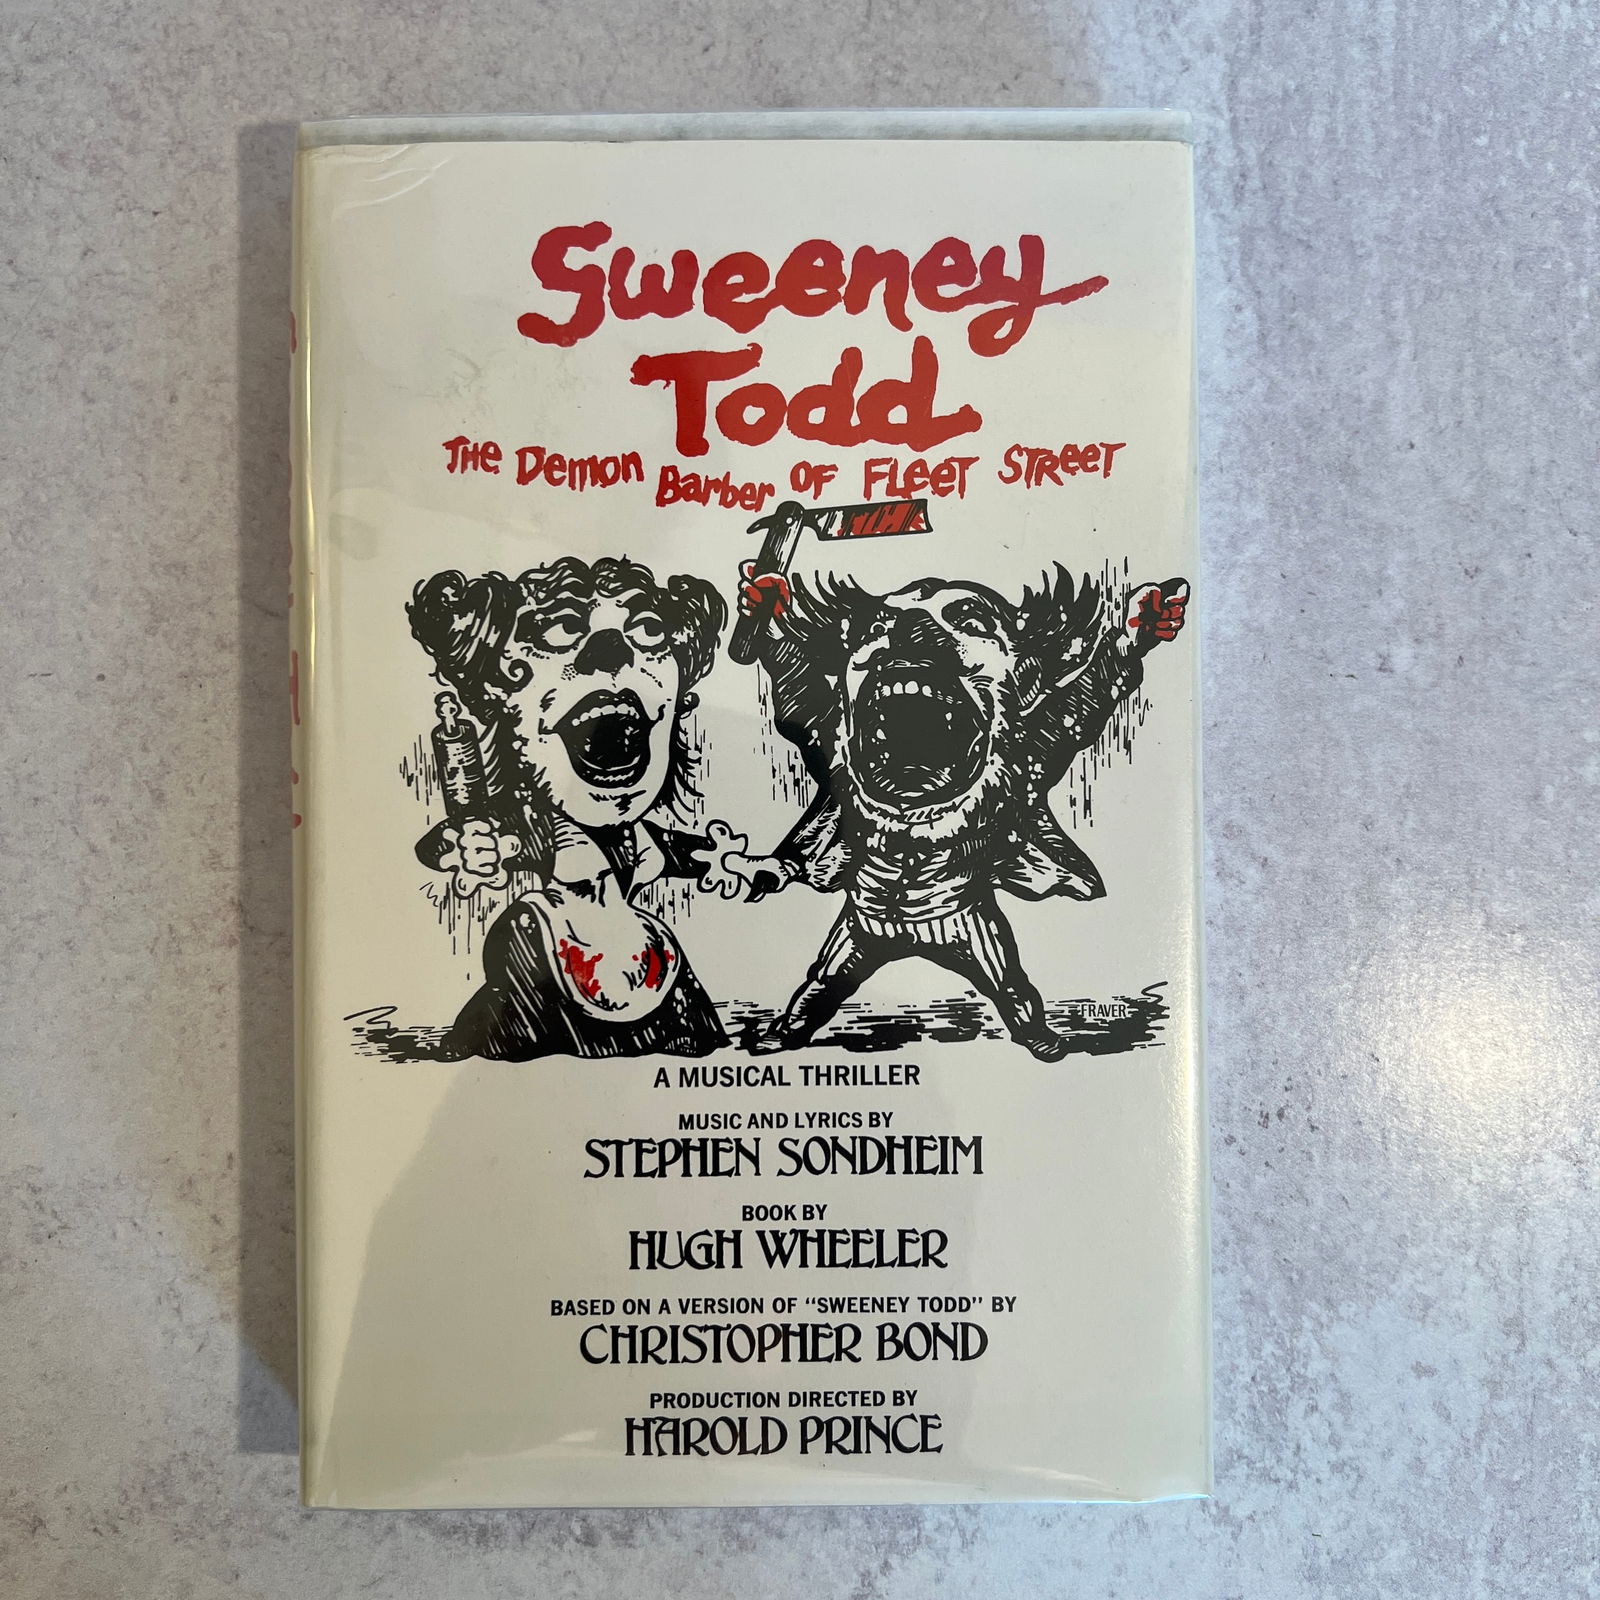 Sweeney
Todd
THE Demon Barber OF FLEET STREET
FRAVER
A MUSICAL THRILLER
MUSIC AND LYRICS BY
STEPHEN SONDHEIM
BOOK BY
HUGH WHEELER
BASED ON A VERSION OF "SWEENEY TODD" BY
CHRISTOPHER BOND
PRODUCTION DIRECTED BY
HAROLD PRINCE